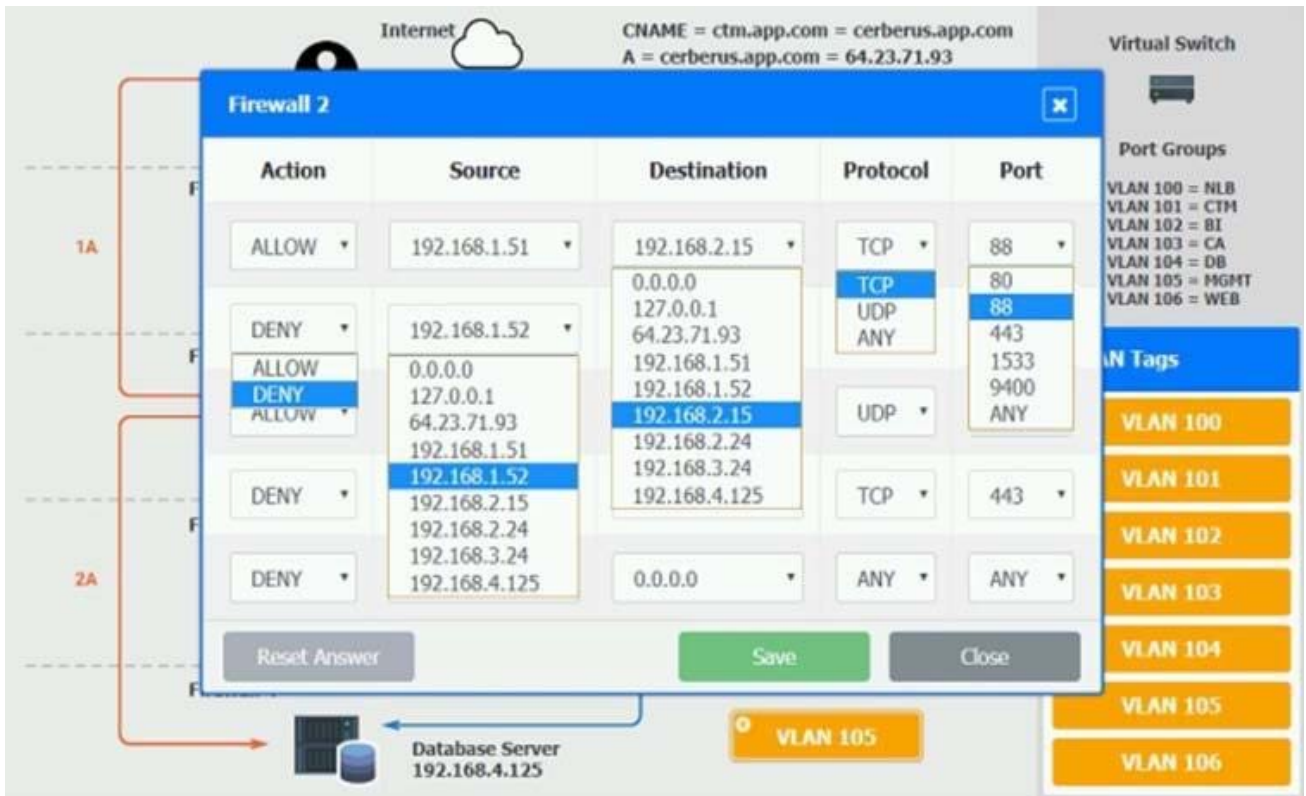 Internet
CNAME = ctm.app.com = cerberus.app.com
A = cerberus.app.com = 64.23.71.93
Virtual Switch
Port Groups
VLAN 100 = NLB
VLAN 101 = CTM
VLAN 102 = BI
VLAN 103 = CA
VLAN 104 = DB
VLAN 105 = MGMT
VLAN 106 = WEB
1A
2A
Firewall 2
Action Source Destination Protocol Port
ALLOW 192.168.1.51 192.168.2.15 TCP 88
0.0.0.0
127.0.0.1
64.23.71.93
192.168.1.51
192.168.1.52
192.168.2.15
192.168.2.24
192.168.3.24
192.168.4.125
TCP
UDP
ANY
80
88
443
1533
9400
ANY
DENY 192.168.1.52
ALLOW
DENY
0.0.0.0
127.0.0.1
64.23.71.93
192.168.1.51
192.168.1.52
192.168.2.15
192.168.2.24
192.168.3.24
192.168.4.125
ALLOW UDP
DENY TCP 443
DENY 0.0.0.0 ANY ANY
Reset Answer Save Close
Tags
VLAN 100
VLAN 101
VLAN 102
VLAN 103
VLAN 104
VLAN 105
VLAN 106
Database Server
192.168.4.125
VLAN 105